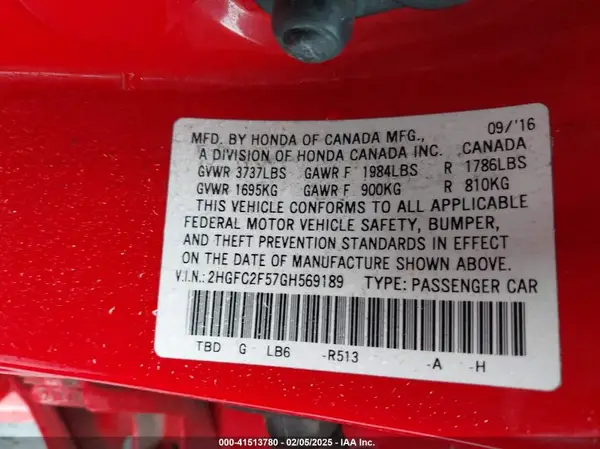 MFD. BY HONDA OF CANADA MFG., 09/'16
A DIVISION OF HONDA CANADA INC. CANADA
GVWR 3737LBS GAWR F 1984LBS R 1786LBS
GVWR 1695KG GAWR F 900KG R 810KG
THIS VEHICLE CONFORMS TO ALL APPLICABLE
FEDERAL MOTOR VEHICLE SAFETY, BUMPER,
AND THEFT PREVENTION STANDARDS IN EFFECT
ON THE DATE OF MANUFACTURE SHOWN ABOVE.
V.I.N.: 2HGFC2F57GH569189 TYPE: PASSENGER CAR
TBD G LB6 -R513 -A -H
000-41513780 - 02/05/2025 - IAA Inc.